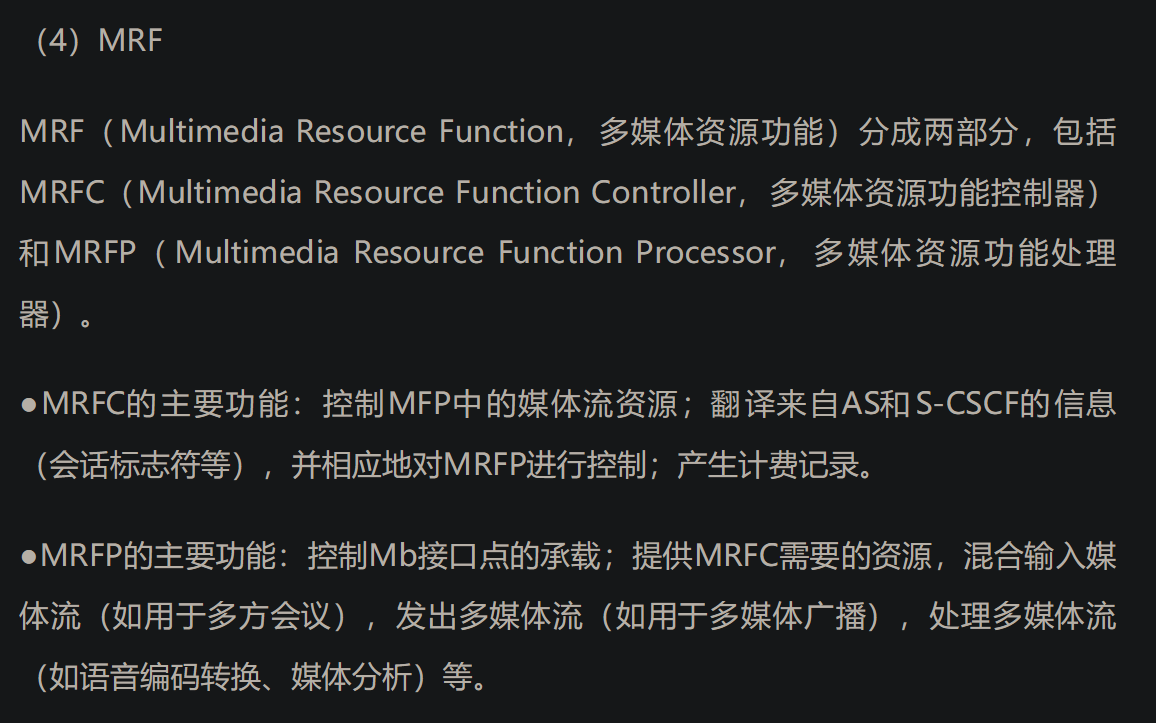 （4）MRF
MRF（Multimedia Resource Function，多媒体资源功能）分成两部分，包括
MRFC（Multimedia Resource Function Controller，多媒体资源功能控制器）
和MRFP（Multimedia Resource Function Processor，多媒体资源功能处理
器）。
●MRFC的主要功能：控制MFP中的媒体流资源；翻译来自AS和S-CSCF的信息
（会话标志符等），并相应地对MRFP进行控制；产生计费记录。
●MRFP的主要功能：控制Mb接口点的承载；提供MRFC需要的资源，混合输入媒
体流（如用于多方会议），发出多媒体流（如用于多媒体广播），处理多媒体流
（如语音编码转换、媒体分析）等。